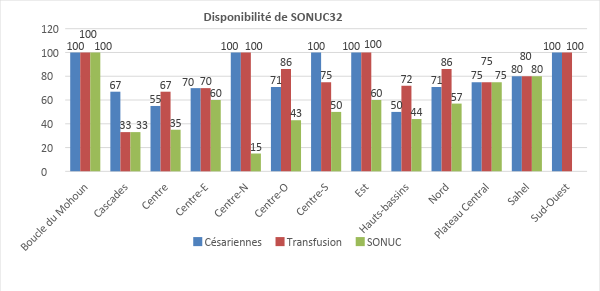 Disponibilité de SONUC32
120
100
80
60
40
20
0
100 100 100
67 33 33
55 67 35
70 70 60
100 100 15
71 86 43
100 75 50
100 100 60
50 72 44
71 86 57
75 75 75
80 80 80
100 100
Boucle du Mohoun
Cascades
Centre
Centre-E
Centre-N
Centre-O
Centre-S
Est
Hauts-bassins
Nord
Plateau Central
Sahel
Sud-Ouest
Césariennes Transfusion SONUC